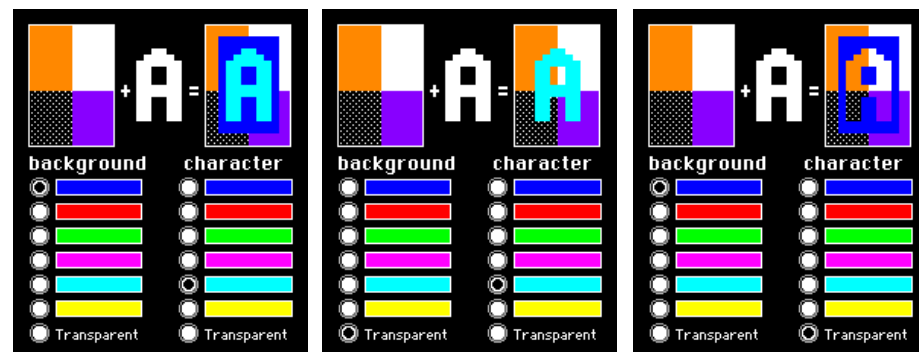 + A = A
background character
Transparent Transparent
+ A = A
background character
Transparent Transparent
+ A = A
background character
Transparent Transparent